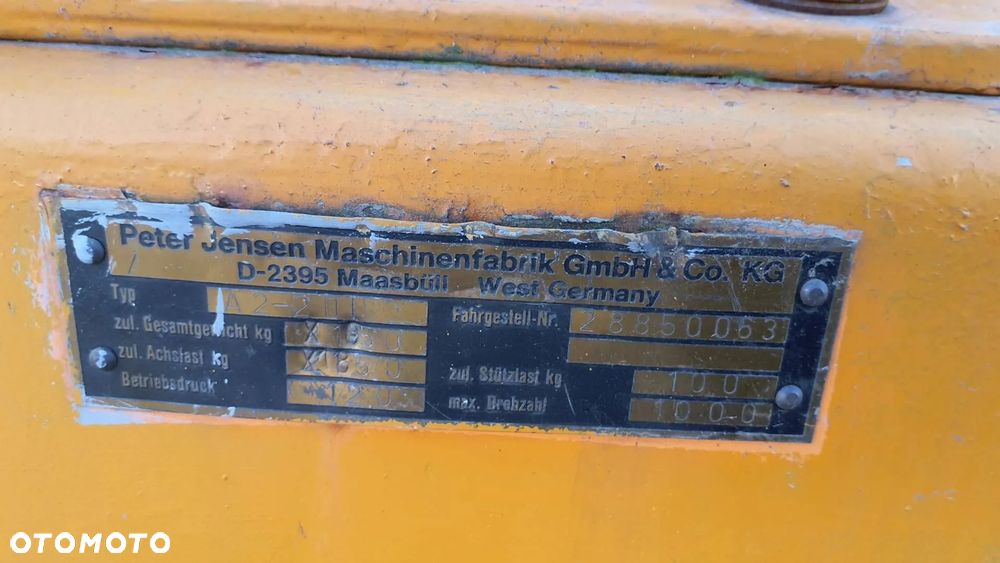 Peter Jensen Maschinenfabrik GmbH & Co. KG
D-2395 Maasbüll West Germany
Typ
Fahrgestell-Nr. 28850063
zul. Gesamtgewicht kg
zul. Achslast kg
zul. Stützlast kg 100
Betriebsdruck 120
max. Drehzahl 1000
OTOMOTO